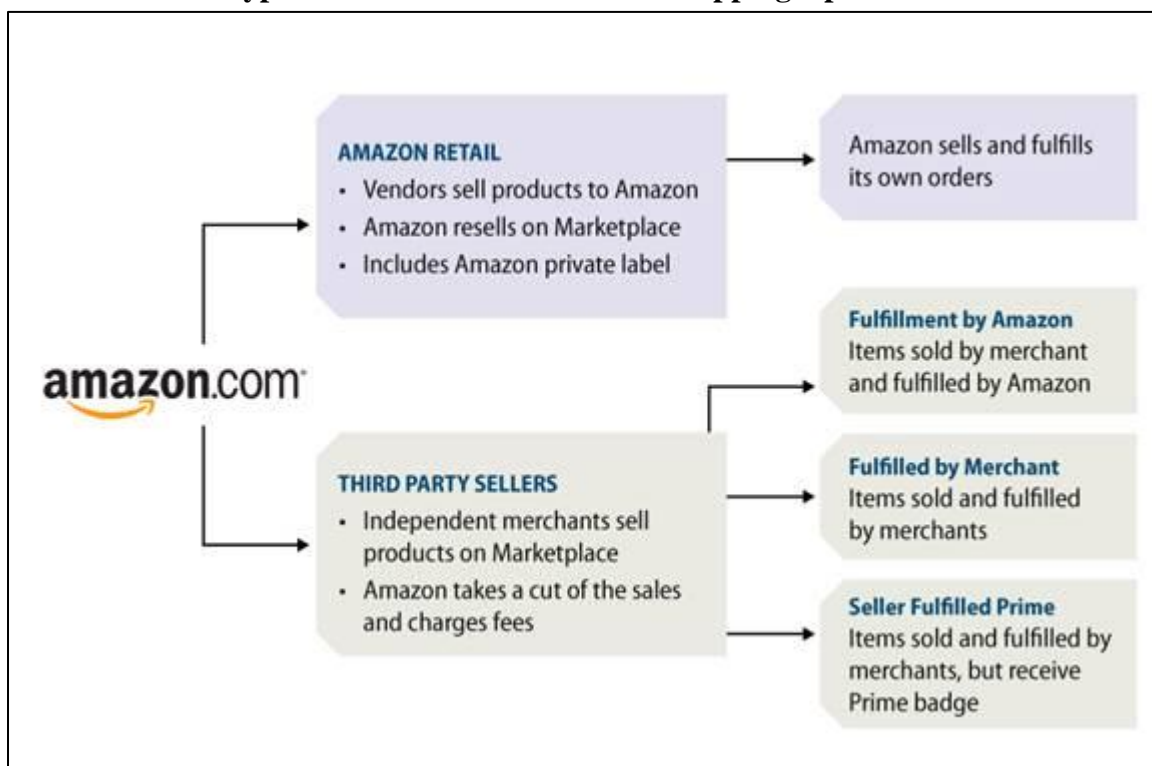 AMAZON RETAIL
• Vendors sell products to Amazon
• Amazon resells on Marketplace
• Includes Amazon private label
Amazon sells and fulfills
its own orders
amazon.com
THIRD PARTY SELLERS
• Independent merchants sell
products on Marketplace
• Amazon takes a cut of the sales
and charges fees
Fulfillment by Amazon
Items sold by merchant
and fulfilled by Amazon
Fulfilled by Merchant
Items sold and fulfilled
by merchants
Seller Fulfilled Prime
Items sold and fulfilled by
merchants, but receive
Prime badge